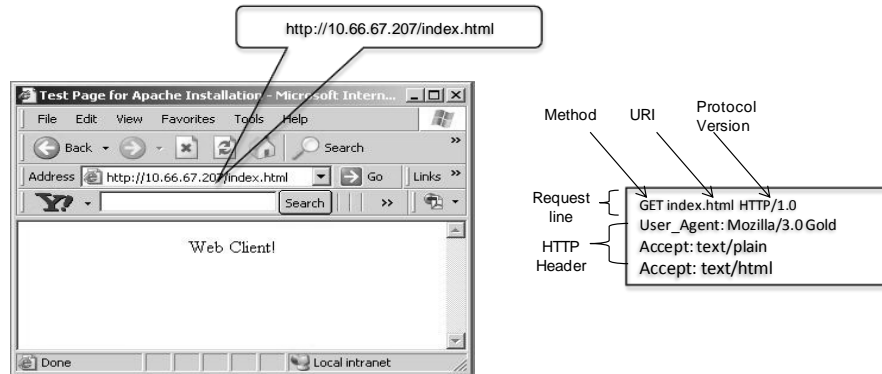 http://10.66.67.207/index.html
Test Page for Apache Installation - Microsoft Intern...
File Edit View Favorites Tools Help
Back Search »
Address http://10.66.67.207/index.html Go Links »
Y! Search »
Web Client!
Done Local intranet
Method URI Protocol
Version
Request
line
GET index.html HTTP/1.0
User_Agent: Mozilla/3.0 Gold
HTTP
Header
Accept: text/plain
Accept: text/html